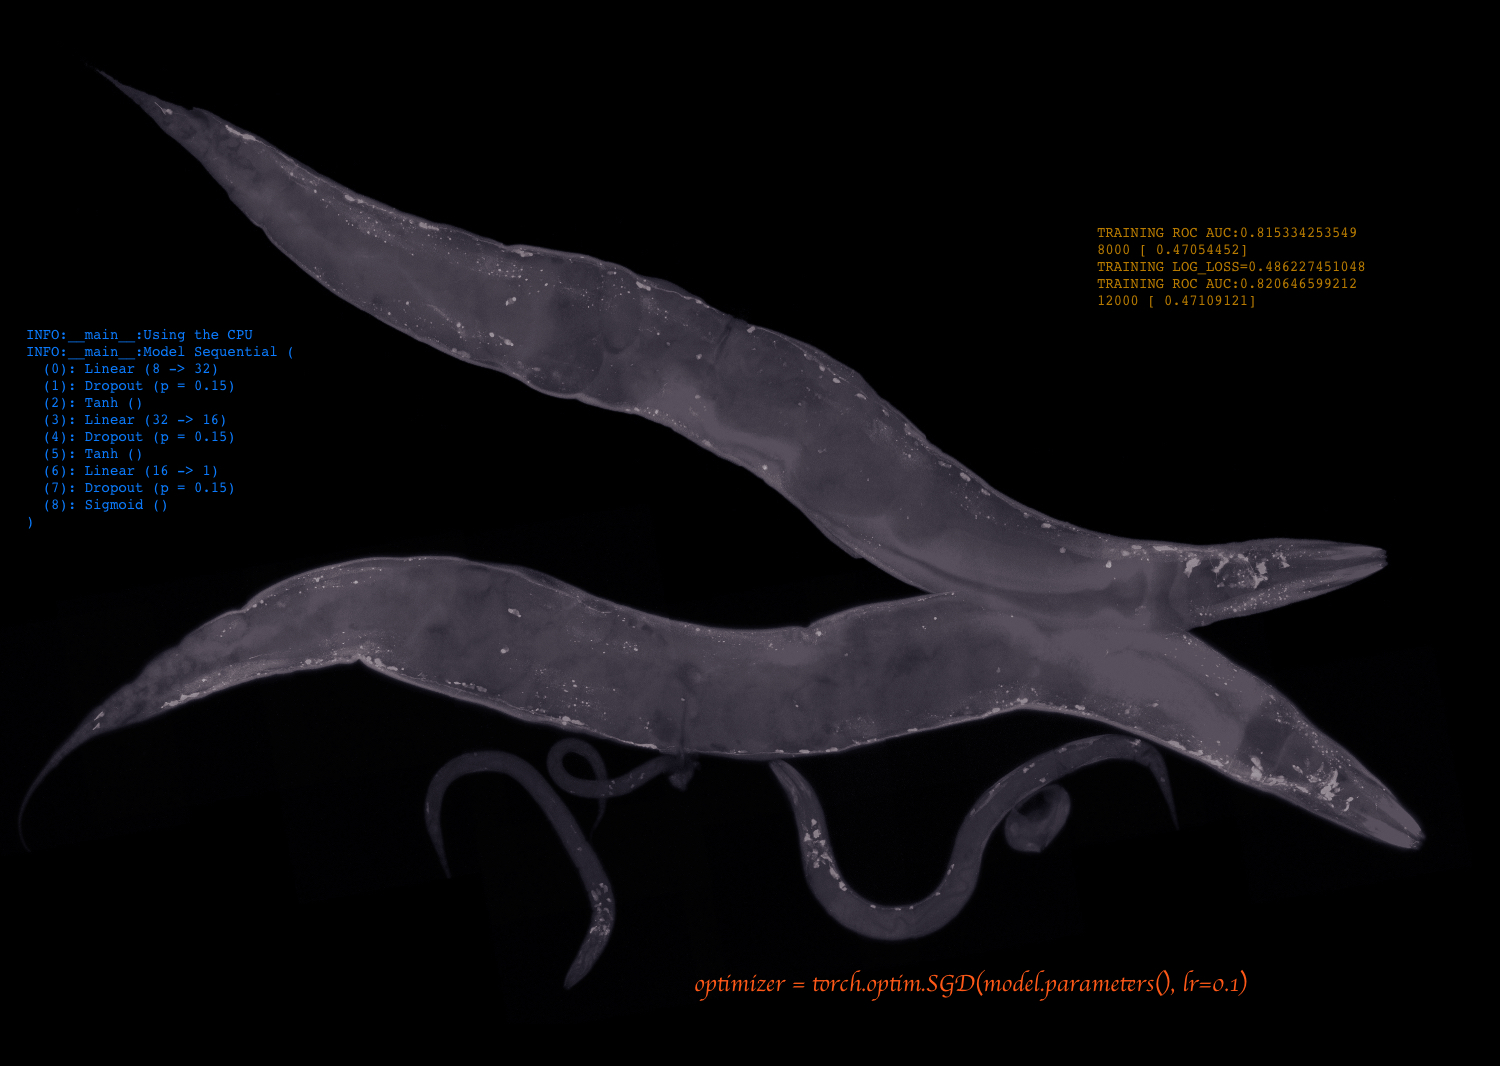 TRAINING ROC AUC:0.815334253549
8000 [ 0.47054452]
TRAINING LOG_LOSS=0.486227451048
TRAINING ROC AUC:0.820646599212
12000 [ 0.47109121]
INFO:__main__:Using the CPU
INFO:__main__:Model Sequential (
  (0): Linear (8 -> 32)
  (1): Dropout (p = 0.15)
  (2): Tanh ()
  (3): Linear (32 -> 16)
  (4): Dropout (p = 0.15)
  (5): Tanh ()
  (6): Linear (16 -> 1)
  (7): Dropout (p = 0.15)
  (8): Sigmoid ()
)
optimizer = torch.optim.SGD(model.parameters(), lr=0.1)